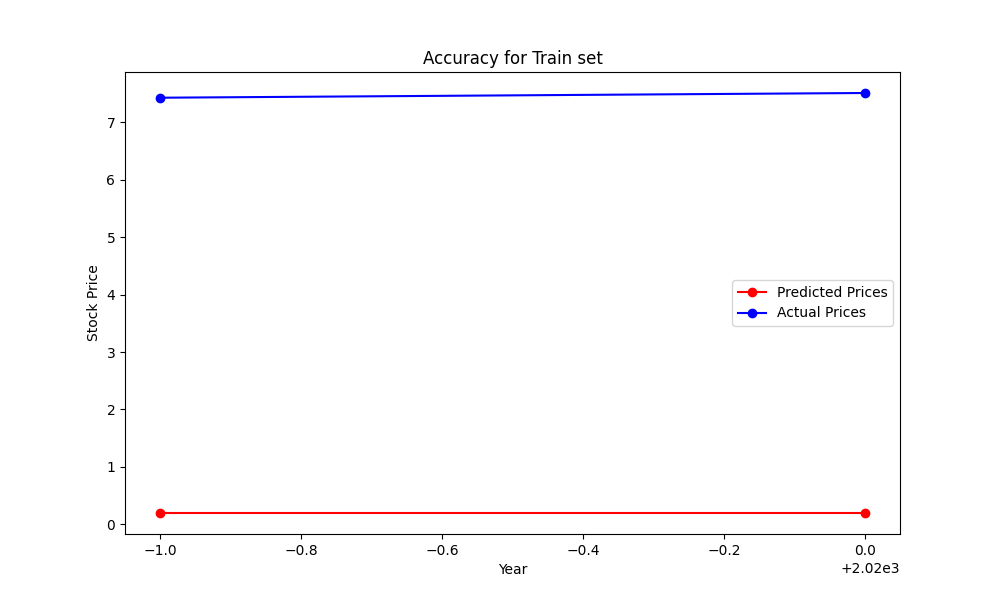 Accuracy for Train set
Stock Price
7
6
5
4
3
2
1
0
Predicted Prices
Actual Prices
−1.0 −0.8 −0.6 −0.4 −0.2 0.0
+2.02e3
Year